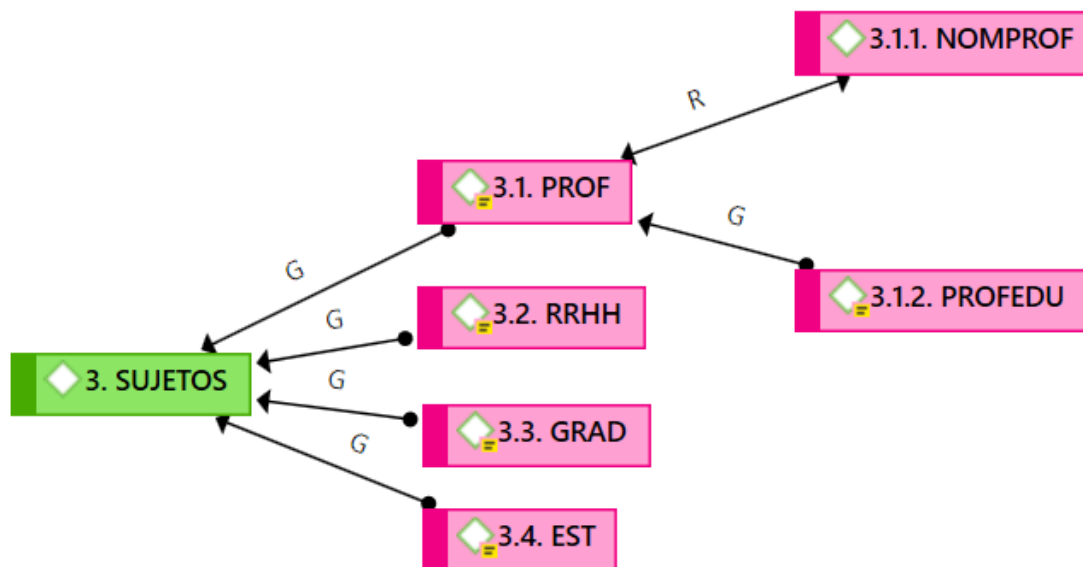 3.1.1. NOMPROF
R
3.1. PROF
G
3.1.2. PROFEDU
G
3.2. RRHH
G
3. SUJETOS
G
3.3. GRAD
G
3.4. EST